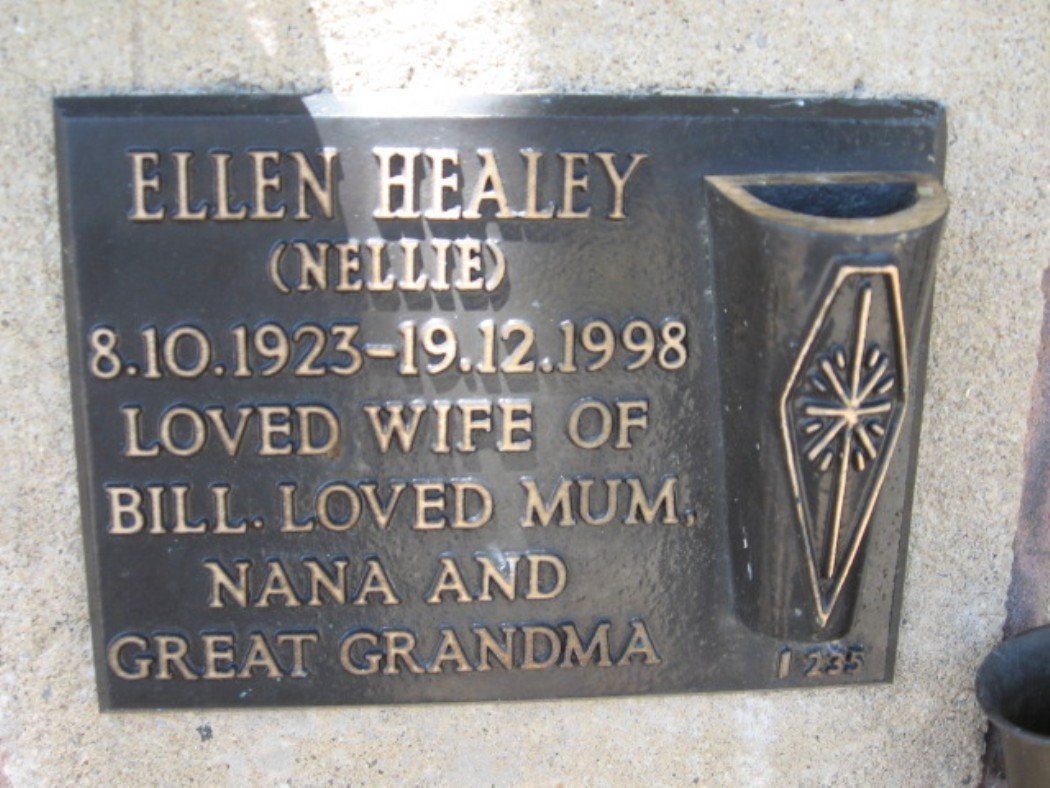 ELLEN HEALEY
(NELLIE)
8.10.1923–19.12.1998
LOVED WIFE OF
BILL. LOVED MUM,
NANA AND
GREAT GRANDMA
I 235